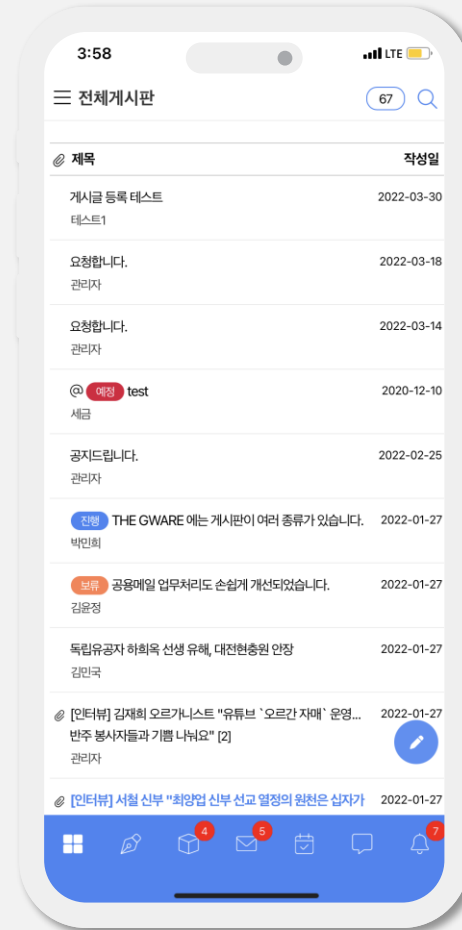 3:58
LTE
전체게시판
67
제목 작성일
게시글 등록 테스트 2022-03-30
테스트1
요청합니다. 2022-03-18
관리자
요청합니다. 2022-03-14
관리자
@ 예정 test 2020-12-10
세금
공지드립니다. 2022-02-25
관리자
진행 THE GWARE 에는 게시판이 여러 종류가 있습니다. 2022-01-27
박민희
보류 공용메일 업무처리도 손쉽게 개선되었습니다. 2022-01-27
김윤정
독립유공자 하희옥 선생 유해, 대전현충원 안장 2022-01-27
김민국
[인터뷰] 김재희 오르가니스트 "유튜브 `오르간 자매` 운영... 2022-01-27
반주 봉사자들과 기쁨 나눠요" [2]
관리자
[인터뷰] 서철 신부 "최양업 신부 선교 열정의 원천은 십자가 2022-01-27
4
5
7